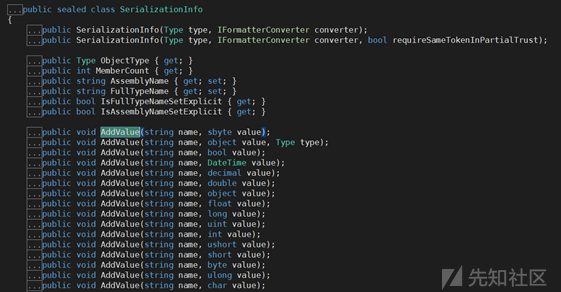 ...public sealed class SerializationInfo
{
...public SerializationInfo(Type type, IFormatterConverter converter);
...public SerializationInfo(Type type, IFormatterConverter converter, bool requireSameTokenInPartialTrust);
...public Type ObjectType { get; }
...public int MemberCount { get; }
...public string AssemblyName { get; set; }
...public string FullTypeName { get; set; }
...public bool IsFullTypeNameSetExplicit { get; }
...public bool IsAssemblyNameSetExplicit { get; }
...public void AddValue(string name, sbyte value);
...public void AddValue(string name, object value, Type type);
...public void AddValue(string name, bool value);
...public void AddValue(string name, DateTime value);
...public void AddValue(string name, decimal value);
...public void AddValue(string name, double value);
...public void AddValue(string name, object value);
...public void AddValue(string name, float value);
...public void AddValue(string name, long value);
...public void AddValue(string name, uint value);
...public void AddValue(string name, int value);
...public void AddValue(string name, ushort value);
...public void AddValue(string name, short value);
...public void AddValue(string name, byte value);
...public void AddValue(string name, ulong value);
...public void AddValue(string name, char value);
先知社区